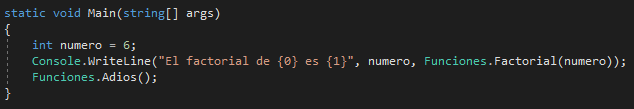 static void Main(string[] args)
{
int numero = 6;
Console.WriteLine("El factorial de {0} es {1}", numero, Funciones.Factorial(numero));
Funciones.Adios();
}